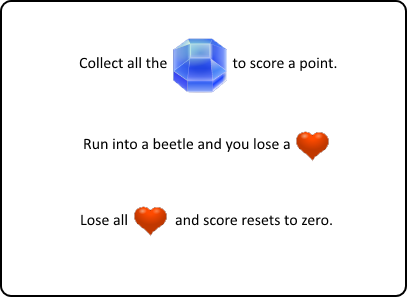 Collect all the to score a point.
Run into a beetle and you lose a
Lose all and score resets to zero.